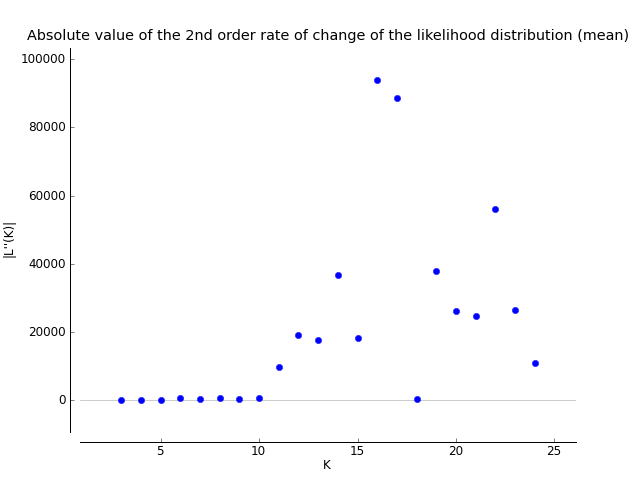 Absolute value of the 2nd order rate of change of the likelihood distribution (mean)
100000
80000
60000
40000
20000
0
|L''(K)|
5 10 15 20 25
K